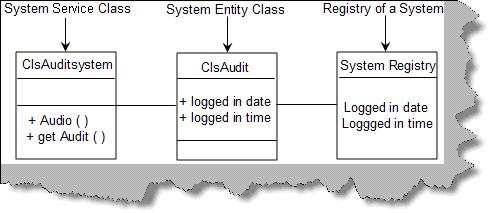 System Service Class
System Entity Class
Registry of a System
ClsAuditsystem
ClsAudit
System Registry
+ Audio ( )
+ get Audit ( )
+ logged in date
+ logged in time
Logged in date
Loggged in time